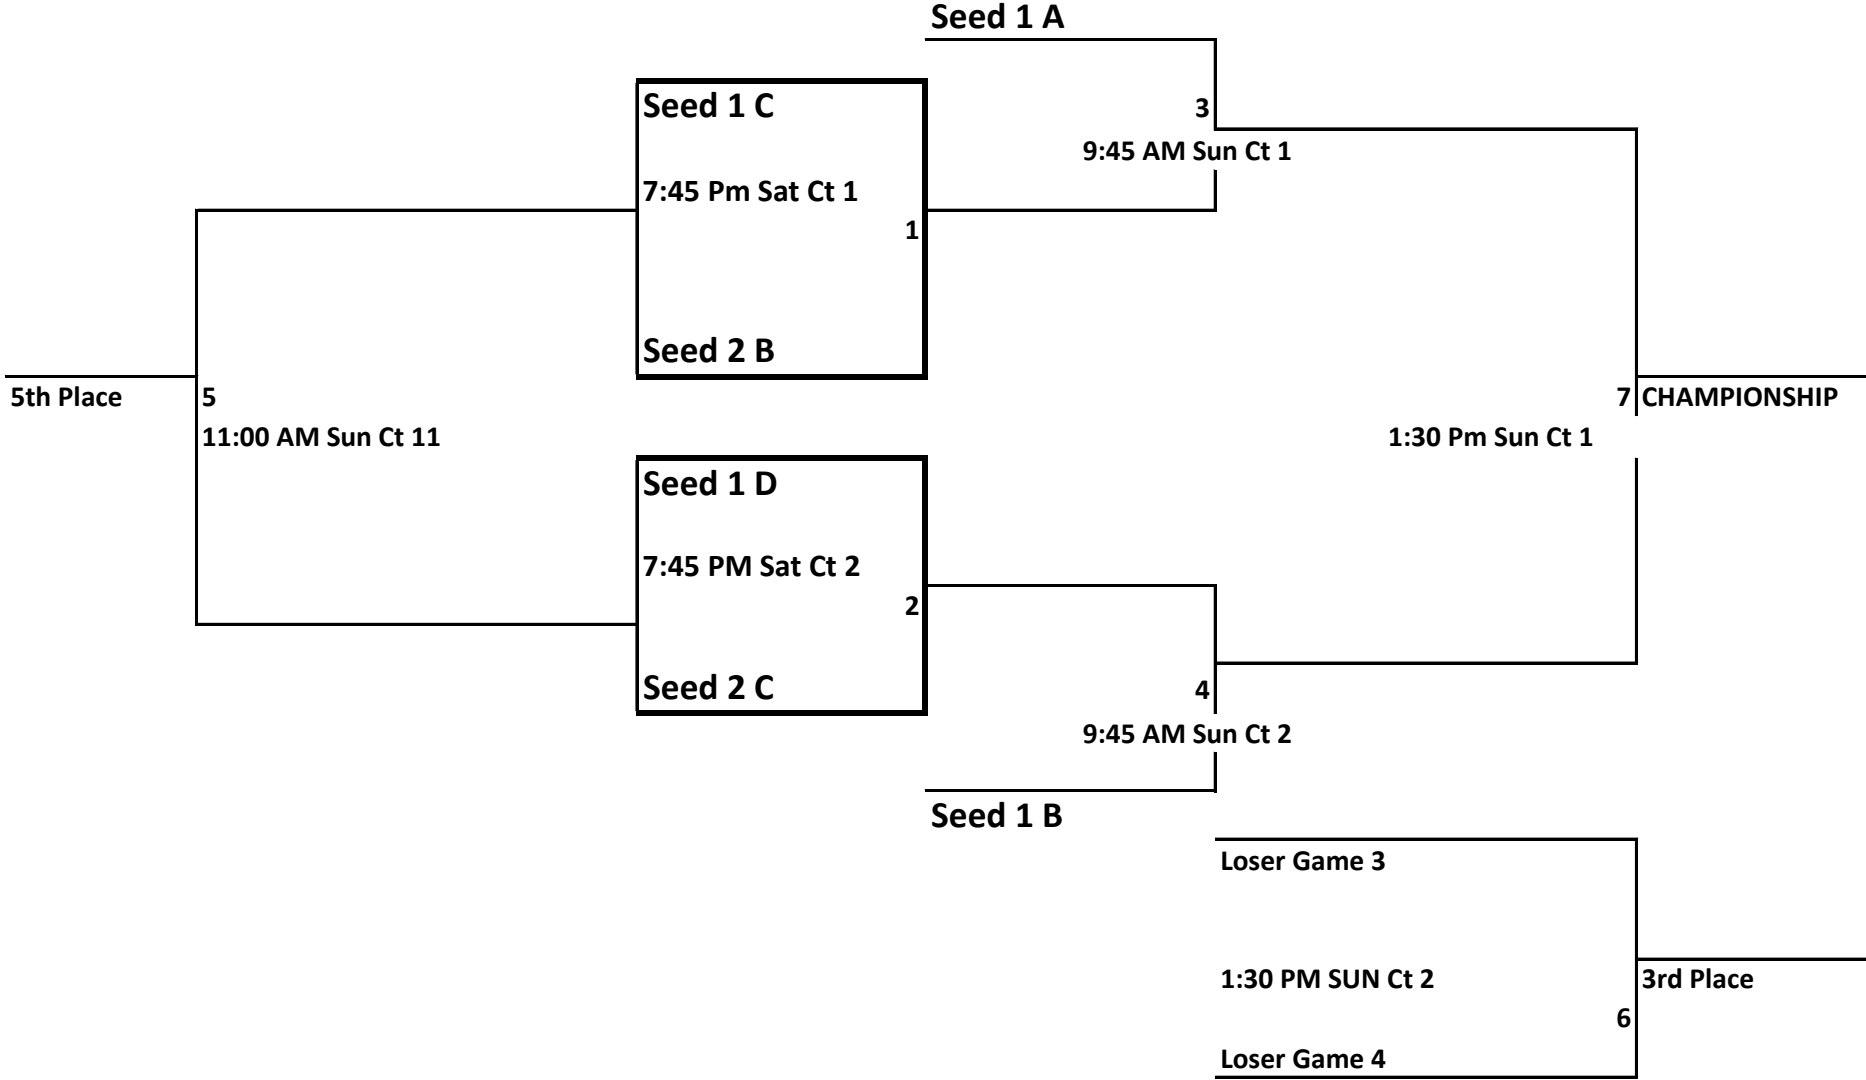 Seed 1 A
Seed 1 C
3
9:45 AM Sun Ct 1
7:45 Pm Sat Ct 1
1
Seed 2 B
5th Place
5
7
CHAMPIONSHIP
11:00 AM Sun Ct 11
1:30 Pm Sun Ct 1
Seed 1 D
7:45 PM Sat Ct 2
2
Seed 2 C
4
9:45 AM Sun Ct 2
Seed 1 B
Loser Game 3
1:30 PM SUN Ct 2
3rd Place
6
Loser Game 4